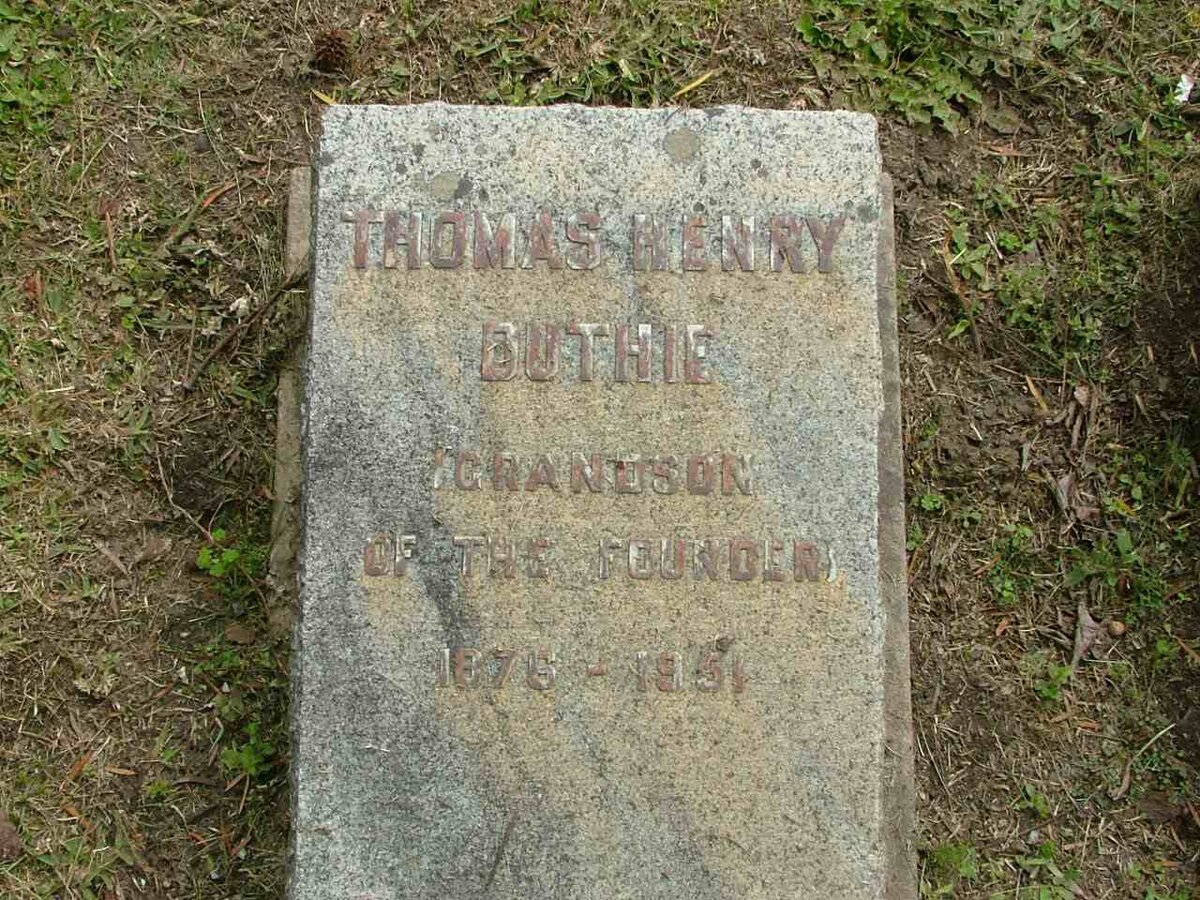 THOMAS HENRY
DUTHIE
(GRANDSON
OF THE FOUNDER)
1875 - 1951